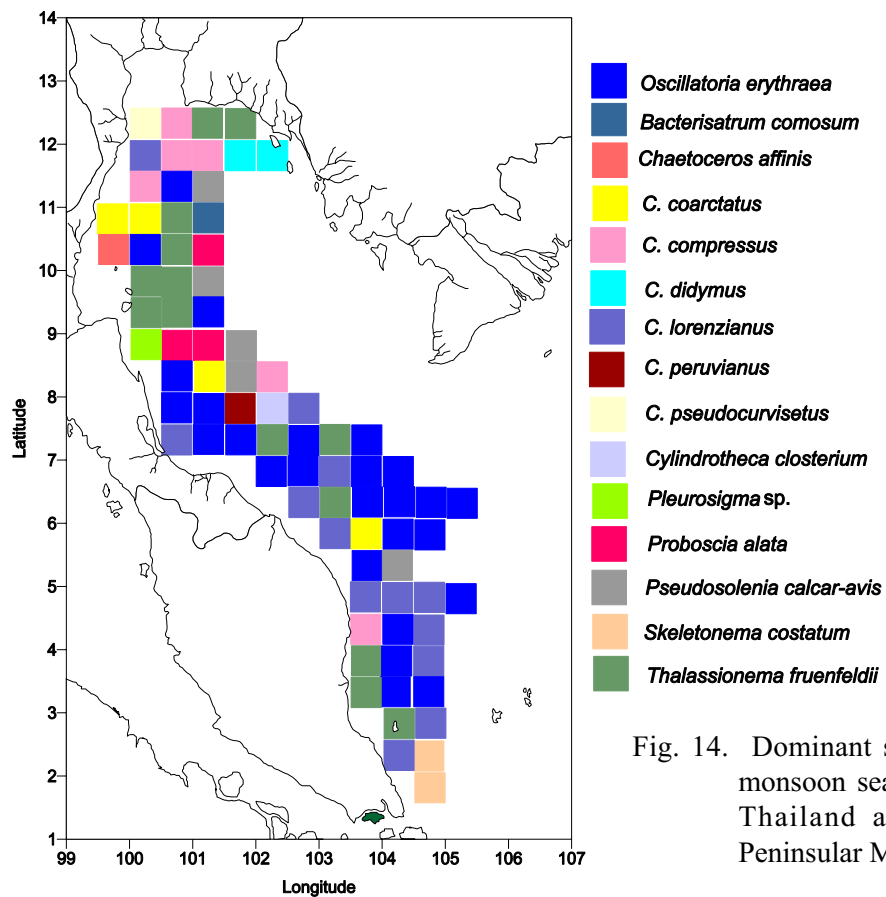 14
13
12
11
10
9
8
7
6
5
4
3
2
1
Latitude
99 100 101 102 103 104 105 106 107
Longitude
Oscillatoria erythraea
Bacterisatrum comosum
Chaetoceros affinis
C. coarctatus
C. compressus
C. didymus
C. lorenzianus
C. peruvianus
C. pseudocurvisetus
Cylindrotheca closterium
Pleurosigma sp.
Proboscia alata
Pseudosolenia calcar-avis
Skeletonema costatum
Thalassionema fruenfeldii
Fig. 14. Dominant s
monsoon sea
Thailand a
Peninsular M